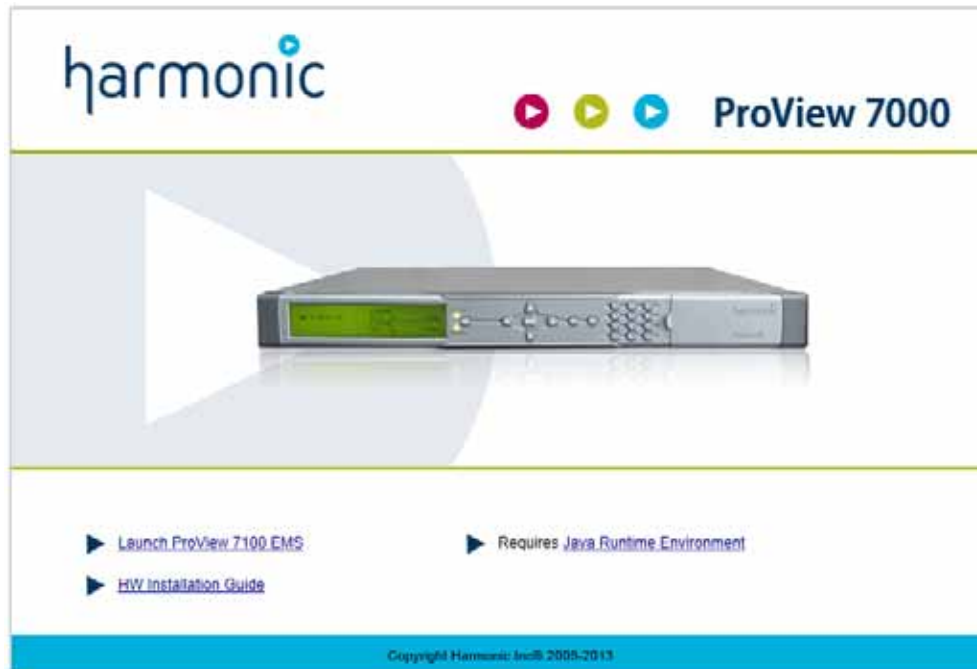 harmonic
ProView 7000
harmonic
Launch ProView 7100 EMS
Requires Java Runtime Environment
HW Installation Guide
Copyright Harmonic Inc® 2005-2013